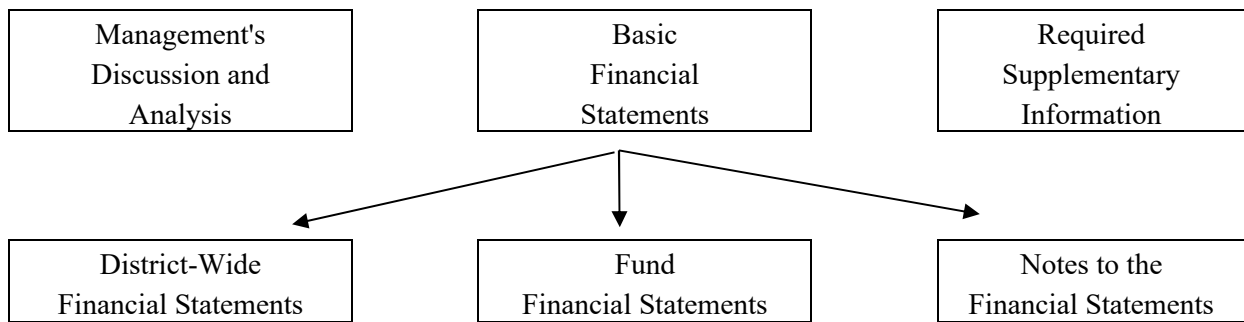 Management's
Discussion and
Analysis
Basic
Financial
Statements
Required
Supplementary
Information
District-Wide
Financial Statements
Fund
Financial Statements
Notes to the
Financial Statements